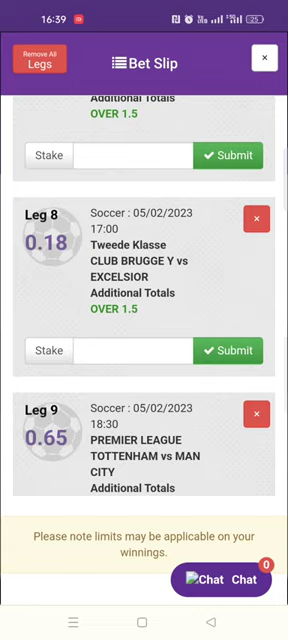 16:39
25
Remove All
Legs
Bet Slip
×
Additional Totals
OVER 1.5
Stake
Submit
Leg 8
0.18
Soccer : 05/02/2023
17:00
Tweede Klasse
CLUB BRUGGE Y vs
EXCELSIOR
Additional Totals
OVER 1.5
×
Stake
Submit
Leg 9
0.65
Soccer : 05/02/2023
18:30
PREMIER LEAGUE
TOTTENHAM vs MAN
CITY
Additional Totals
×
Please note limits may be applicable on your
winnings.
Chat Chat
0